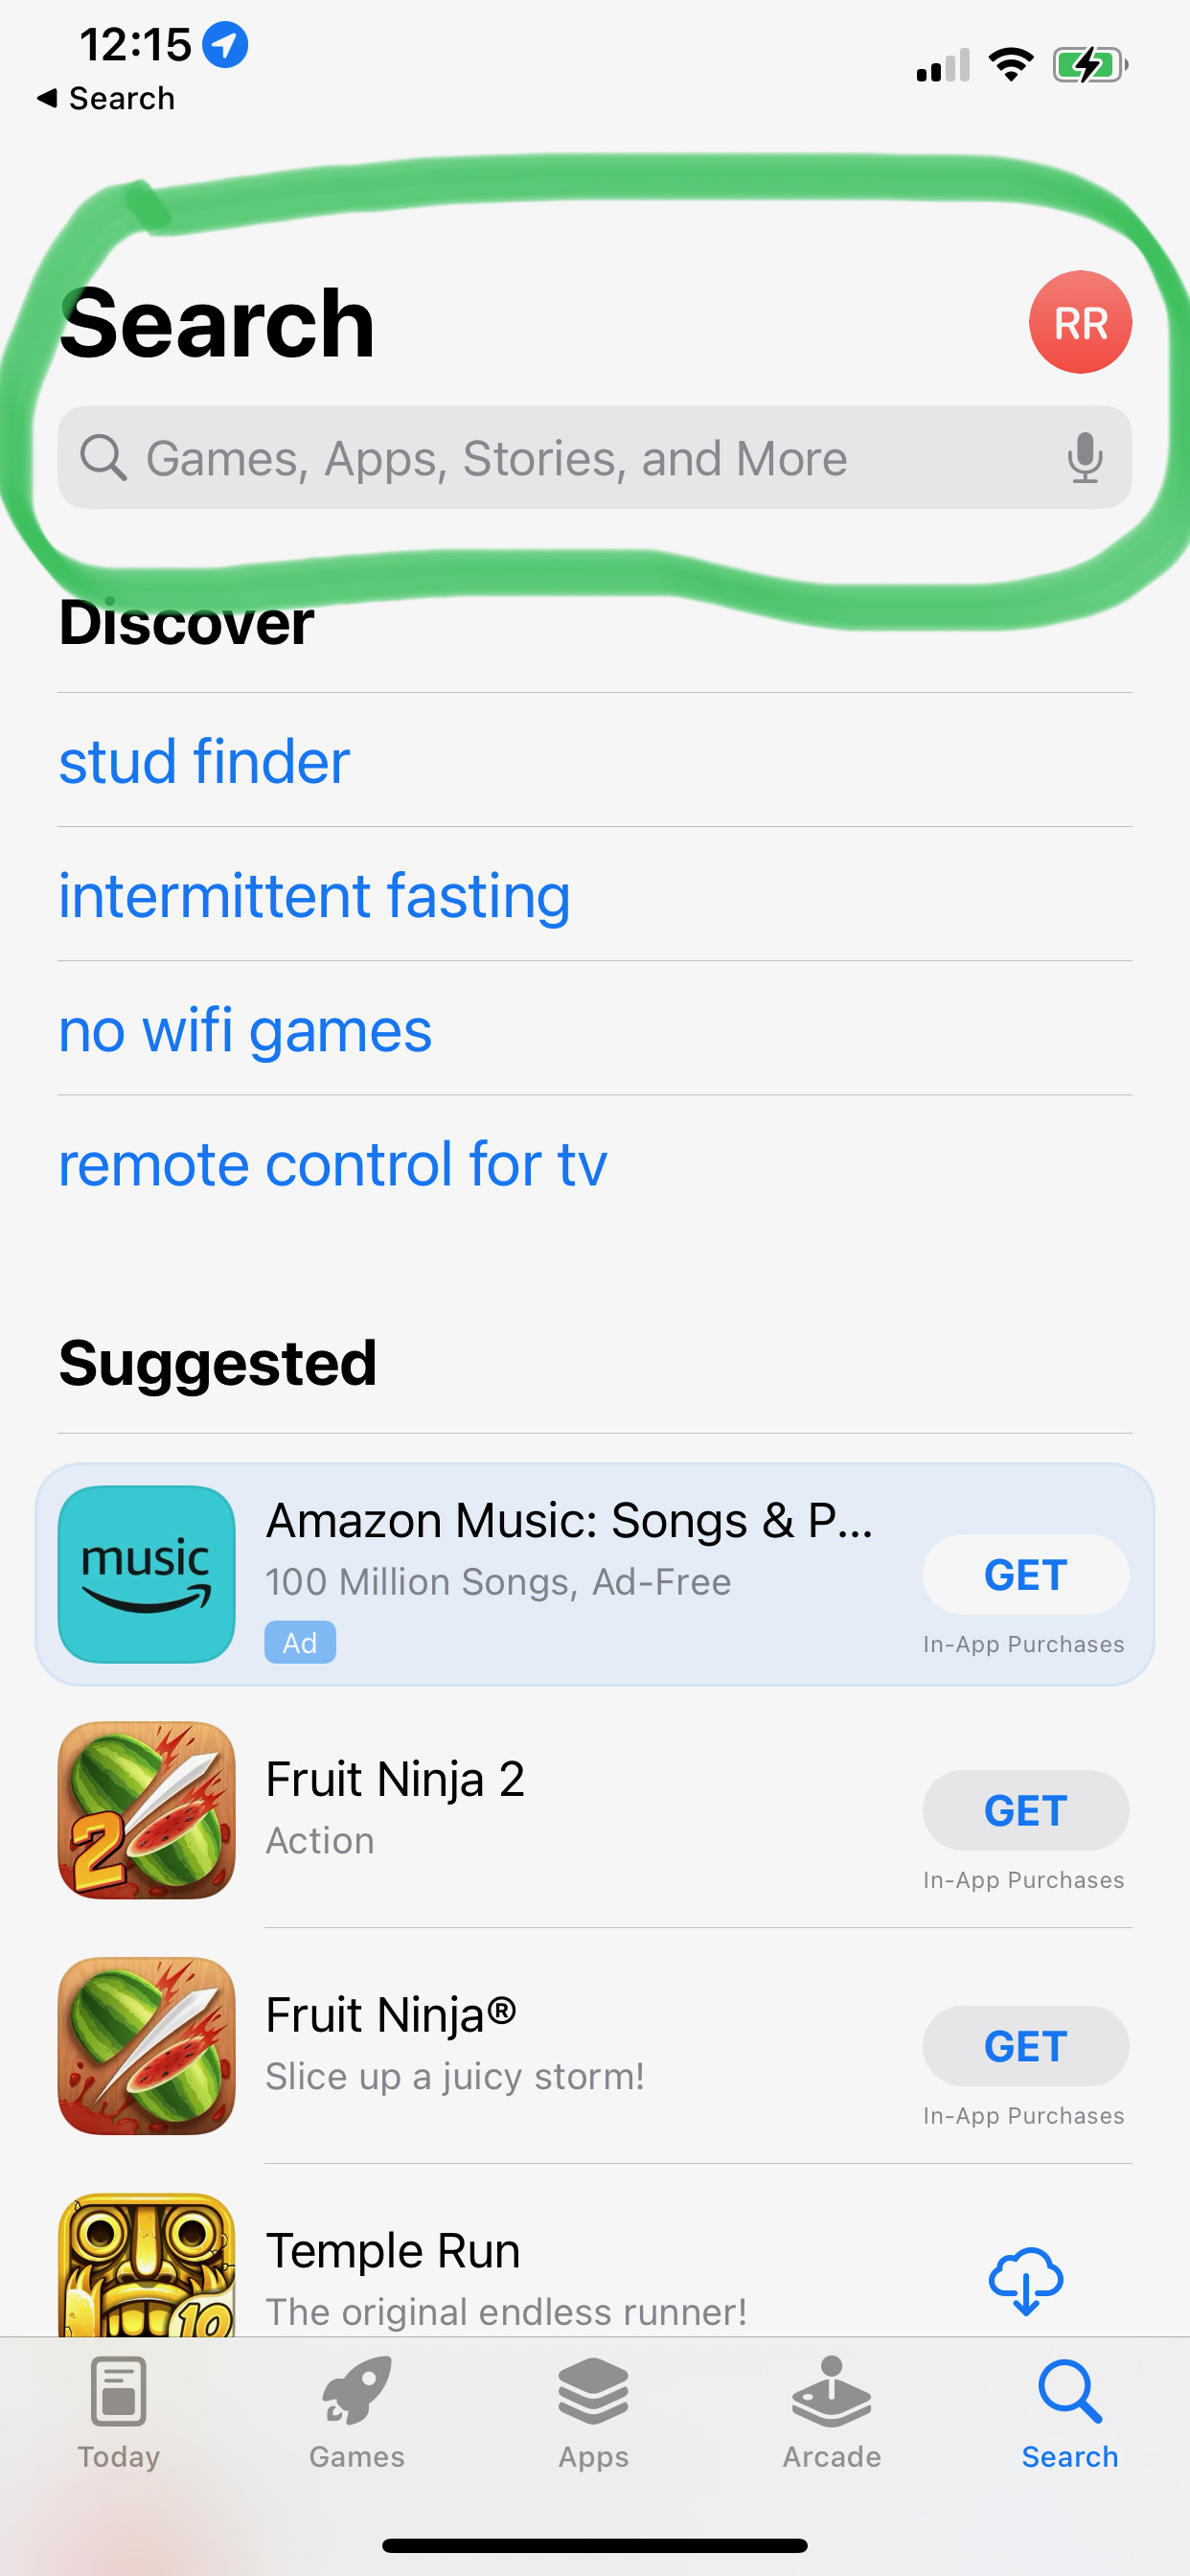 12:15
Search
Search
RR
Games, Apps, Stories, and More
Discover
stud finder
intermittent fasting
no wifi games
remote control for tv
Suggested
music
Amazon Music: Songs & P...
100 Million Songs, Ad-Free
Ad
GET
In-App Purchases
2
Fruit Ninja 2
Action
GET
In-App Purchases
Fruit Ninja®
Slice up a juicy storm!
GET
In-App Purchases
10
Temple Run
The original endless runner!
Today
Games
Apps
Arcade
Search